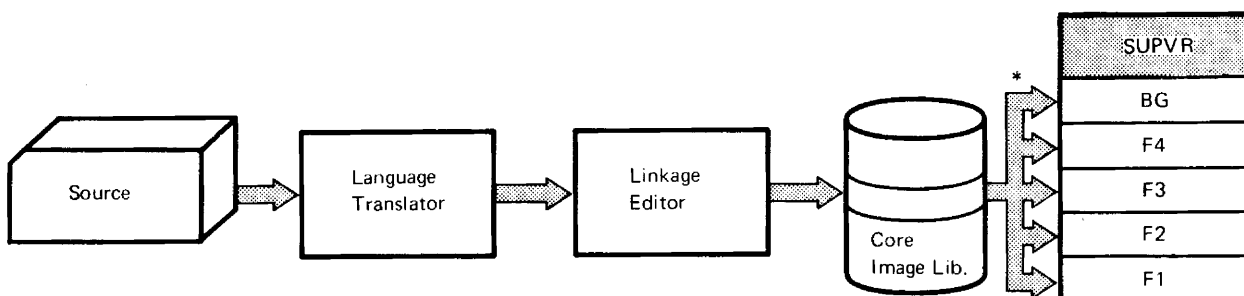 Source
Language
Translator
Linkage
Editor
Core
Image Lib.
*
SUPVR
BG
F4
F3
F2
F1